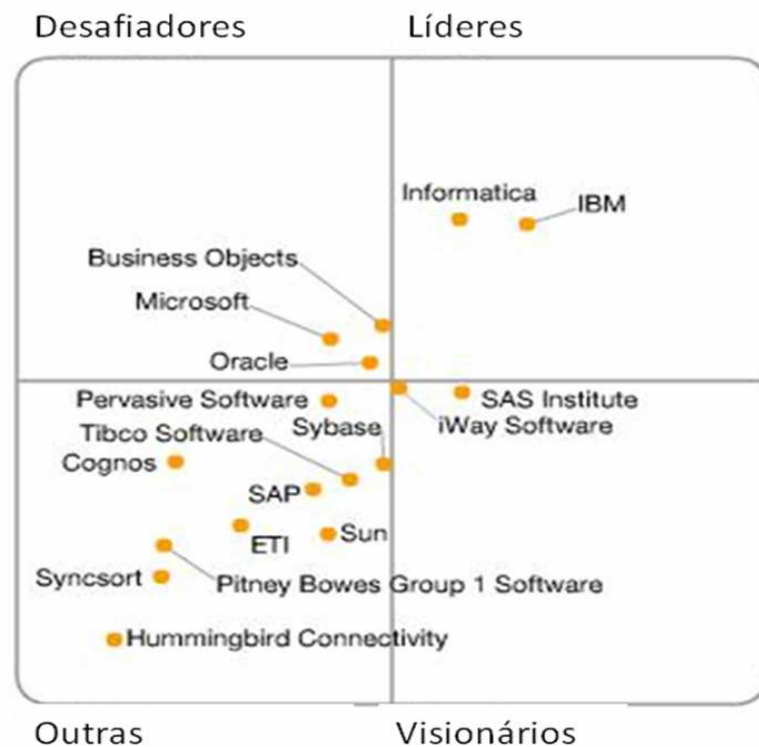 Desafiadores
Líderes
Informatica
IBM
Business Objects
Microsoft
Oracle
Pervasive Software
SAS Institute
Tibco Software
Sybase
iWay Software
Cognos
SAP
ETI
Sun
Syncsort
Pitney Bowes Group 1 Software
Hummingbird Connectivity
Outras
Visionários